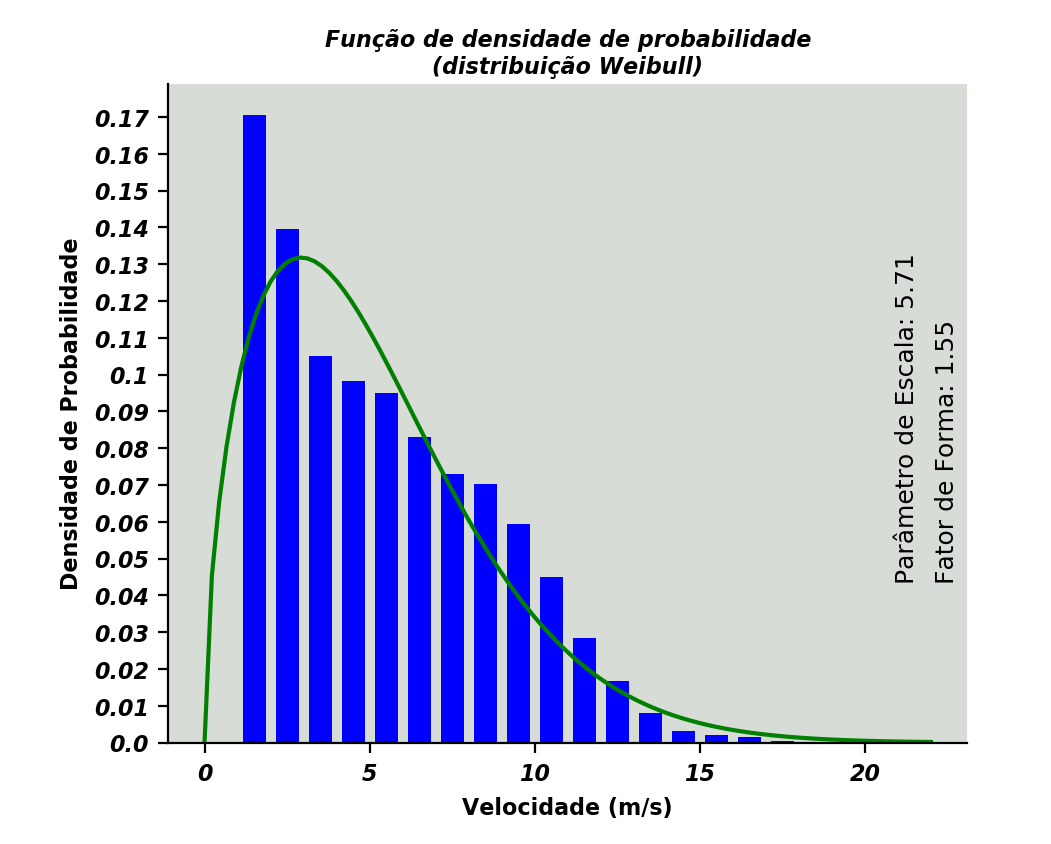 Função de densidade de probabilidade
(distribuição Weibull)
Densidade de Probabilidade
0.17
0.16
0.15
0.14
0.13
0.12
0.11
0.1
0.09
0.08
0.07
0.06
0.05
0.04
0.03
0.02
0.01
0.0
Parâmetro de Escala: 5.71
Fator de Forma: 1.55
0 5 10 15 20
Velocidade (m/s)